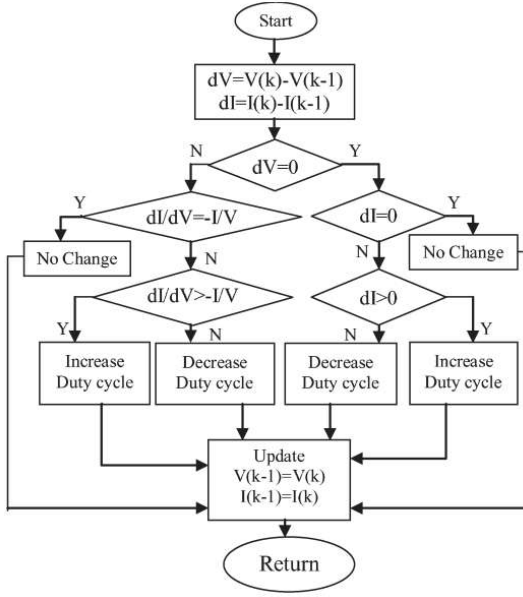 Start
dV=V(k)-V(k-1)
dI=I(k)-I(k-1)
N
Y
dV=0
Y
dI/dV=-I/V
dI=0
Y
No Change
N
N
No Change
dI/dV>-I/V
dI>0
Y
N
N
Y
Increase
Duty cycle
Decrease
Duty cycle
Decrease
Duty cycle
Increase
Duty cycle
Update
V(k-1)=V(k)
I(k-1)=I(k)
Return